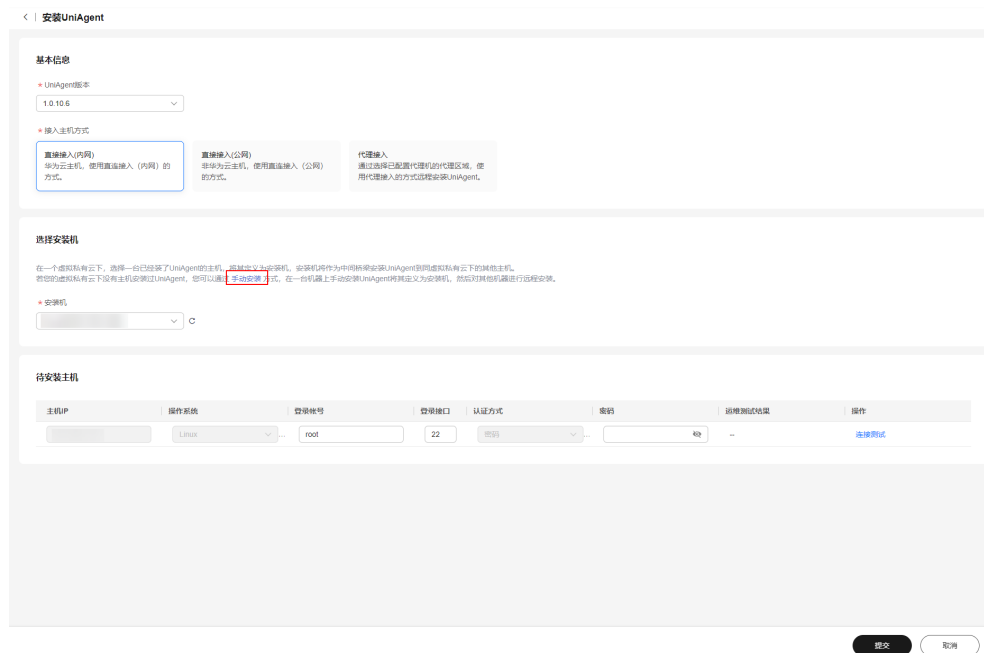 安装UniAgent
基本信息
* UniAgent版本
1.0.10.6
* 接入主机方式
直接接入(内网)
华为云主机，使用直连接入（内网）的
方式。
直接接入(公网)
非华为云主机，使用直连接入（公网）
的方式。
代理接入
通过选择已配置代理机的代理区域，使
用代理接入的方式远程安装UniAgent。
选择安装机
在一个虚拟私有云下，选择一台已经装了UniAgent的主机，将其定义为安装机，安装机将作为中间桥梁安装UniAgent到同虚拟私有云下的其他主机。
若您的虚拟私有云下没有主机安装过UniAgent，您可以通过 手动安装 方式，在一台机器上手动安装UniAgent将其定义为安装机，然后对其他机器进行远程安装。
* 安装机
待安装主机
主机IP 操作系统 登录帐号 登录接口 认证方式 密码 运维测试结果 操作
Linux ... root 22 密码 ... -- 连接测试
提交 取消